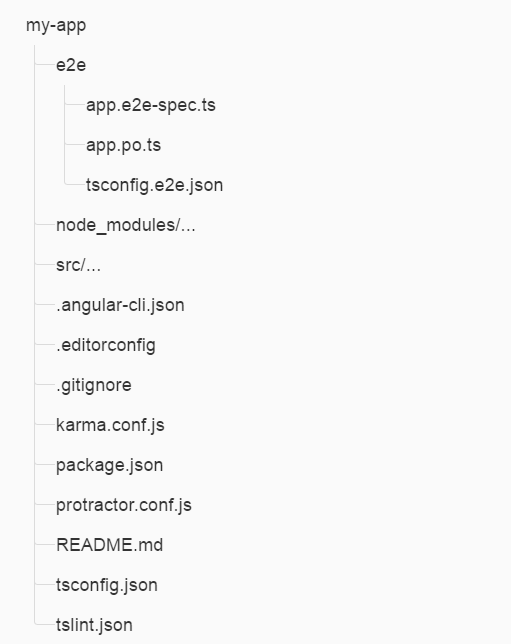 my-app
e2e
app.e2e-spec.ts
app.po.ts
tsconfig.e2e.json
node_modules/...
src/...
.angular-cli.json
.editorconfig
.gitignore
karma.conf.js
package.json
protractor.conf.js
README.md
tsconfig.json
tslint.json